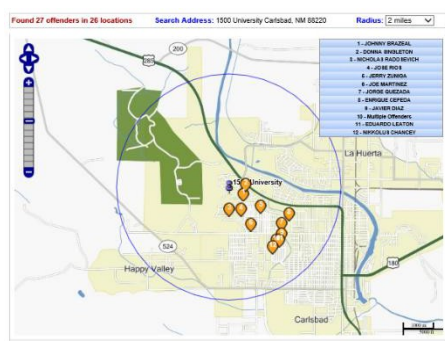 Found 27 offenders in 26 locations Search Address: 1500 University Carlsbad, NM 88220 Radius: 2 miles
1 - JOHNNY BRAZEAL
2 - DONNA SINGLETON
3 - NICHOLAS RADOSEVICH
4 - JOSE RIOS
5 - JERRY ZUNIGA
6 - JOE MARTINEZ
7 - JORGE QUEZADA
8 - ENRIQUE CEPEDA
9 - JAVIER DIAZ
10 - Multiple Offenders
11 - EDUARDO LEATON
12 - NIKKOLUS CHANCEY
200
285
La Huerta
University
524
Happy Valley
180
Carlsbad